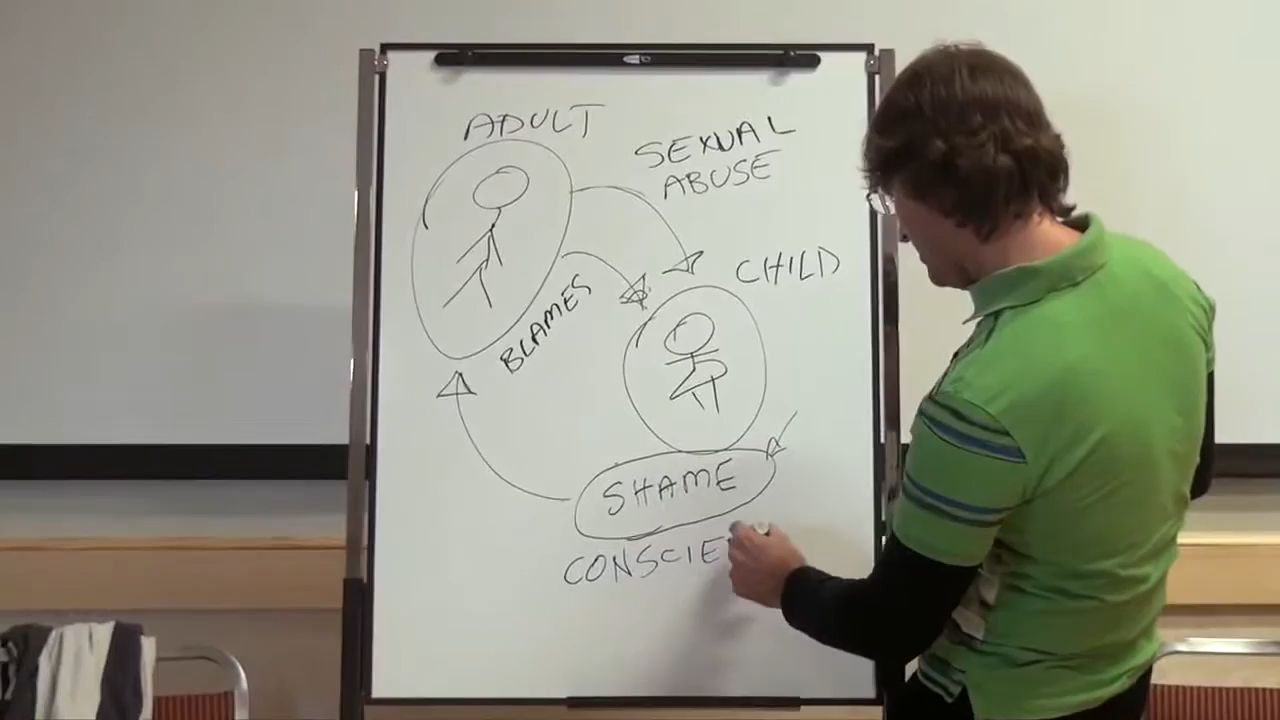 ADULT
SEXUAL
ABUSE
CHILD
BLAMES
SHAME
CONSCIE